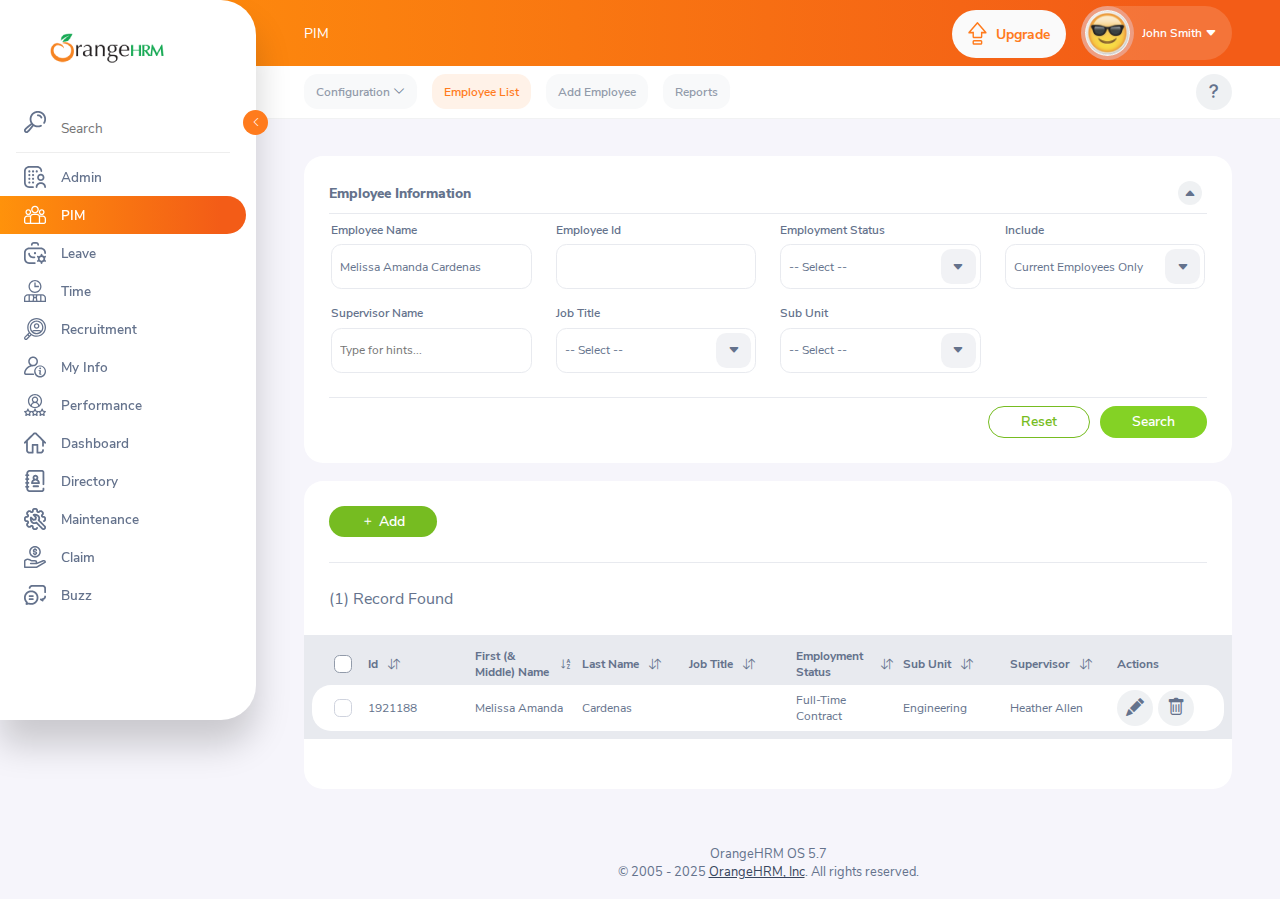 OrangeHRM
PIM
Upgrade
John Smith
Configuration
Employee List
Add Employee
Reports
?
Search
Admin
PIM
Leave
Time
Recruitment
My Info
Performance
Dashboard
Directory
Maintenance
Claim
Buzz
Employee Information
Employee Name
Employee Id
Employment Status
Include
Melissa Amanda Cardenas
-- Select --
Current Employees Only
Supervisor Name
Job Title
Sub Unit
Type for hints...
-- Select --
-- Select --
Reset
Search
+ Add
(1) Record Found
Id
First (& Middle) Name
Last Name
Job Title
Employment Status
Sub Unit
Supervisor
Actions
1921188
Melissa Amanda
Cardenas
Full-Time Contract
Engineering
Heather Allen
OrangeHRM OS 5.7
© 2005 - 2025 OrangeHRM, Inc. All rights reserved.